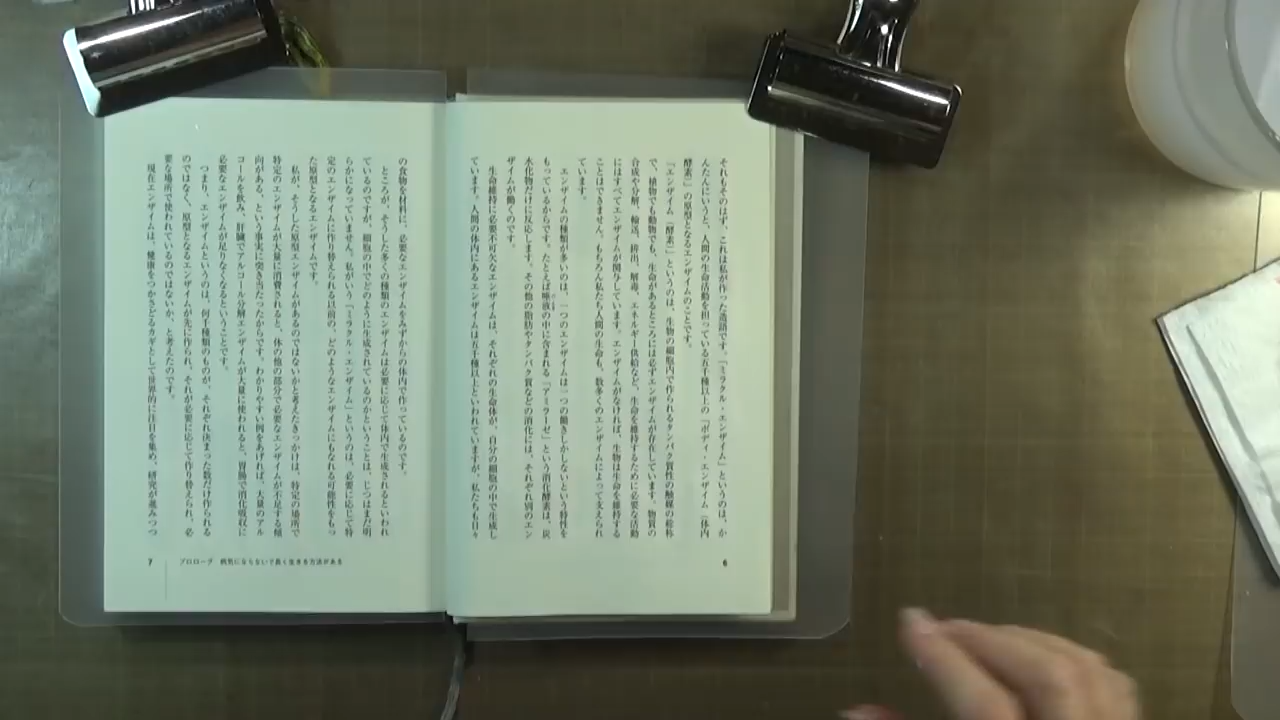 それもそのはず、これは私が作った造語です。「ミラクル・エンザイム」というのは、か
んたんにいうと、人間の生命活動を担っている五千種以上の「ボディ・エンザイム（体内
酵素）」の原型となるエンザイムのことです。
「エンザイム（酵素）」というのは、生物の細胞内で作られるタンパク質性の触媒の総称
で、植物でも動物でも、生命があるところには必ずエンザイムが存在しています。物質の
合成や分解、輸送、排出、解毒、エネルギー供給など、生命を維持するために必要な活動
にはすべてエンザイムが関与しています。エンザイムがなければ、生物は生命を維持する
ことはできません。もちろん私たち人間の生命も、数多くのエンザイムによって支えられ
ています。
エンザイムの種類が多いのは、一つのエンザイムは一つの働きしかしないという特性を
もっているからです。たとえば唾液の中に含まれる「アミラーゼ」という消化酵素は、炭
水化物だけに反応します。その他の脂肪やタンパク質などの消化には、それぞれ別のエン
ザイムが働くのです。
生命維持に必要不可欠なエンザイムは、それぞれの生命体が、自分の細胞の中で生成し
ています。人間の体内にあるエンザイムは五千種以上といわれていますが、私たちも日々
6
の食物を材料に、必要なエンザイムをみずからの体内で作っているのです。
ところが、そうした多くの種類のエンザイムは必要に応じて体内で生成されるといわれ
ているのですが、細胞の中でどのように生成されているのかということは、じつはまだ明
らかになっていません。私がいう「ミラクル・エンザイム」というのは、必要に応じて特
定のエンザイムに作り替えられる以前の、どのようなエンザイムにもなれる可能性をもっ
た原型となるエンザイムです。
私が、そうした原型エンザイムがあるのではないかと考えたきっかけは、特定の場所で
特定のエンザイムが大量に消費されると、体の他の部分で必要なエンザイムが不足する傾
向がある、という事実に突き当たったからです。わかりやすい例をあげれば、大量のアル
コールを飲み、肝臓でアルコール分解エンザイムが大量に使われると、胃腸で消化吸収に
必要なエンザイムが足りなくなるということです。
つまり、エンザイムというのは、何千種類のものが、それぞれ決まった数だけ作られる
のではなく、原型となるエンザイムが先に作られ、それが必要に応じて作り替えられ、必
要な場所で使われているのではないか、と考えたのです。
現在エンザイムは、健康をつかさどるカギとして世界的に注目を集め、研究が進みつつ
7
プロローグ　病気にならないで長く生きる方法がある